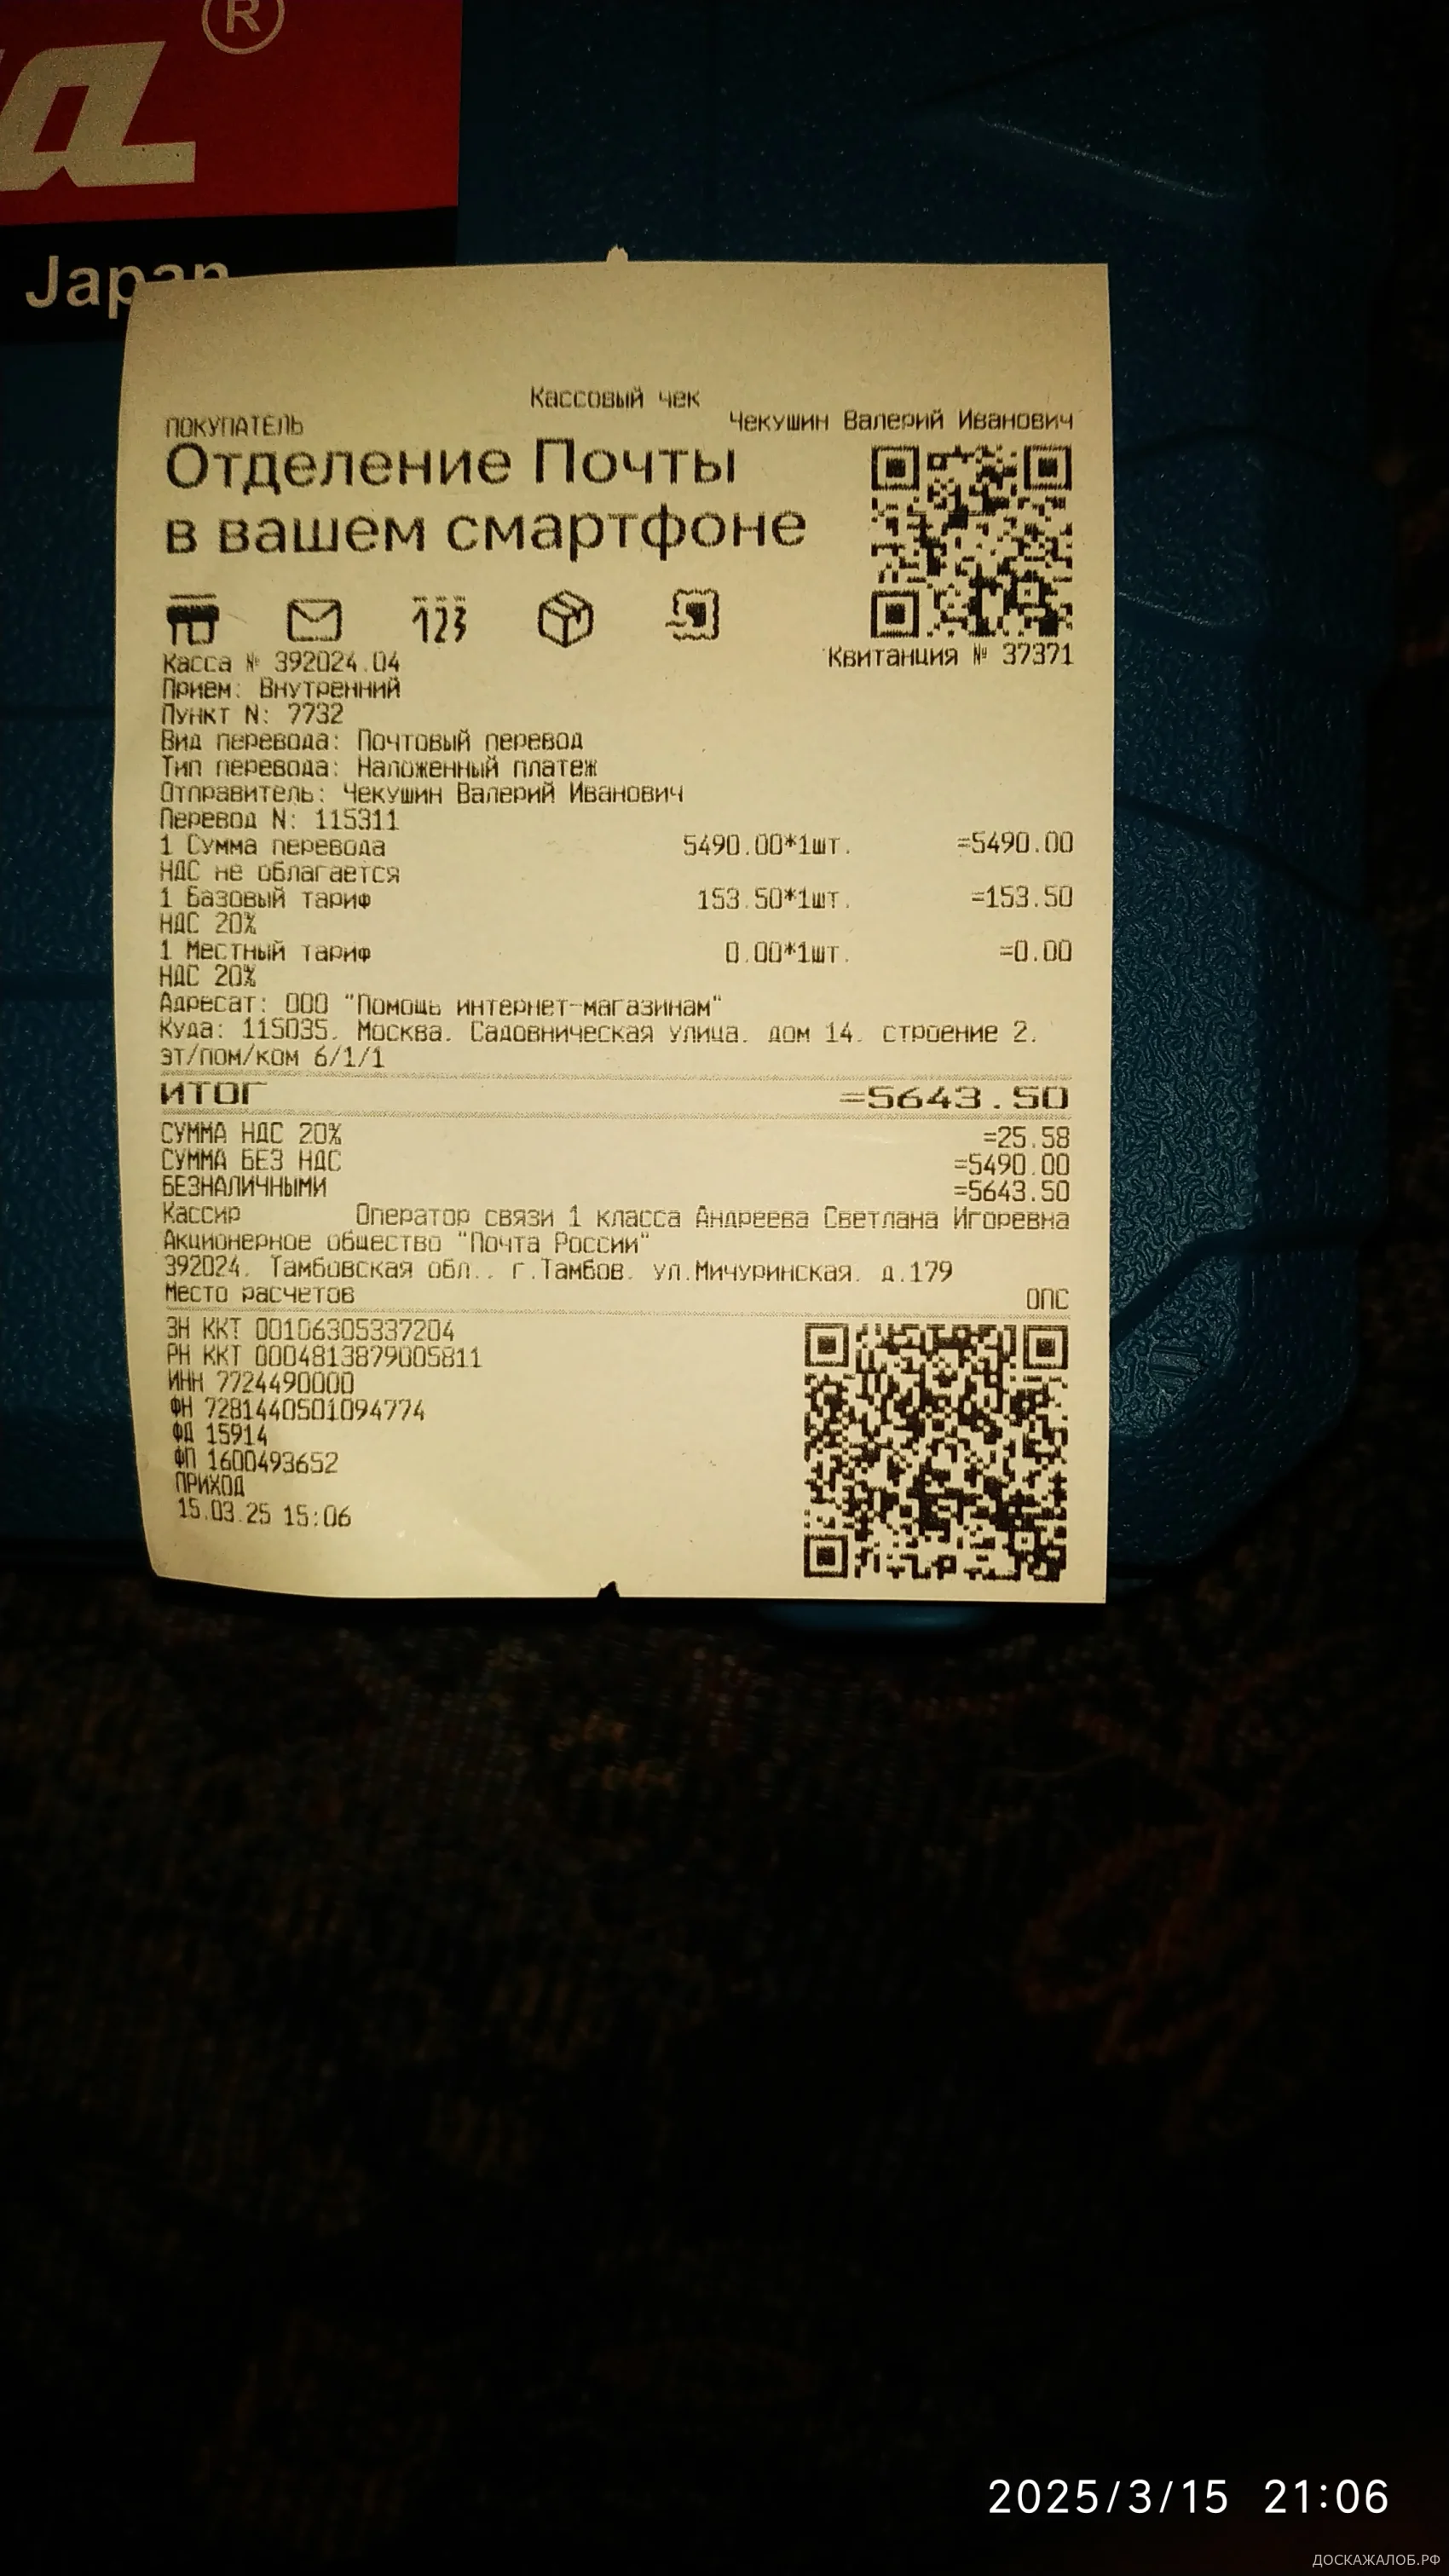 ®
a
Japan
Кассовый чек
ПОКУПАТЕЛЬ Чекушин Валерий Иванович
Отделение Почты
в вашем смартфоне
123
Касса № 392024.04 Квитанция № 37371
Прием: Внутренний
Пункт N: 7732
Вид перевода: Почтовый перевод
Тип перевода: Наложенный платеж
Отправитель: Чекушин Валерий Иванович
Перевод N: 115311
1 Сумма перевода 5490.00*1шт. =5490.00
НДС не облагается
1 Базовый тариф 153.50*1шт. =153.50
НДС 20%
1 Местный тариф 0.00*1шт. =0.00
НДС 20%
Адресат: ООО "Помощь интернет-магазинам"
Куда: 115035, Москва, Садовническая улица, дом 14, строение 2,
эт/пом/ком 6/1/1
ИТОГ =5643.50
СУММА НДС 20% =25.58
СУММА БЕЗ НДС =5490.00
БЕЗНАЛИЧНЫМИ =5643.50
Кассир Оператор связи 1 класса Андреева Светлана Игоревна
Акционерное общество "Почта России"
392024, Тамбовская обл., г.Тамбов, ул.Мичуринская, д.179
Место расчетов ОПС
ЗН ККТ 00106305337204
РН ККТ 0004813879005811
ИНН 7724490000
ФН 7281440501094774
ФД 15914
ФП 1600493652
ПРИХОД
15.03.25 15:06
2025/3/15 21:06
ДОСКАЖАЛОБ.РФ